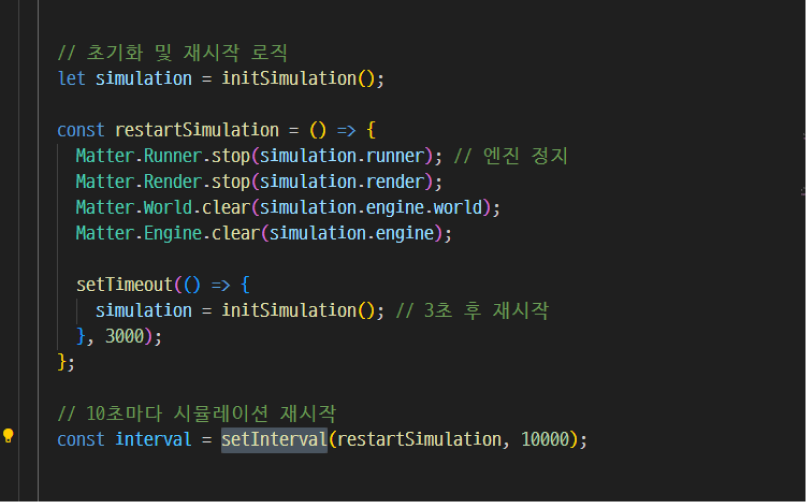 // 초기화 및 재시작 로직
let simulation = initSimulation();
const restartSimulation = () => {
Matter.Runner.stop(simulation.runner); // 엔진 정지
Matter.Render.stop(simulation.render);
Matter.World.clear(simulation.engine.world);
Matter.Engine.clear(simulation.engine);
setTimeout(() => {
simulation = initSimulation(); // 3초 후 재시작
}, 3000);
};
// 10초마다 시뮬레이션 재시작
const interval = setInterval(restartSimulation, 10000);